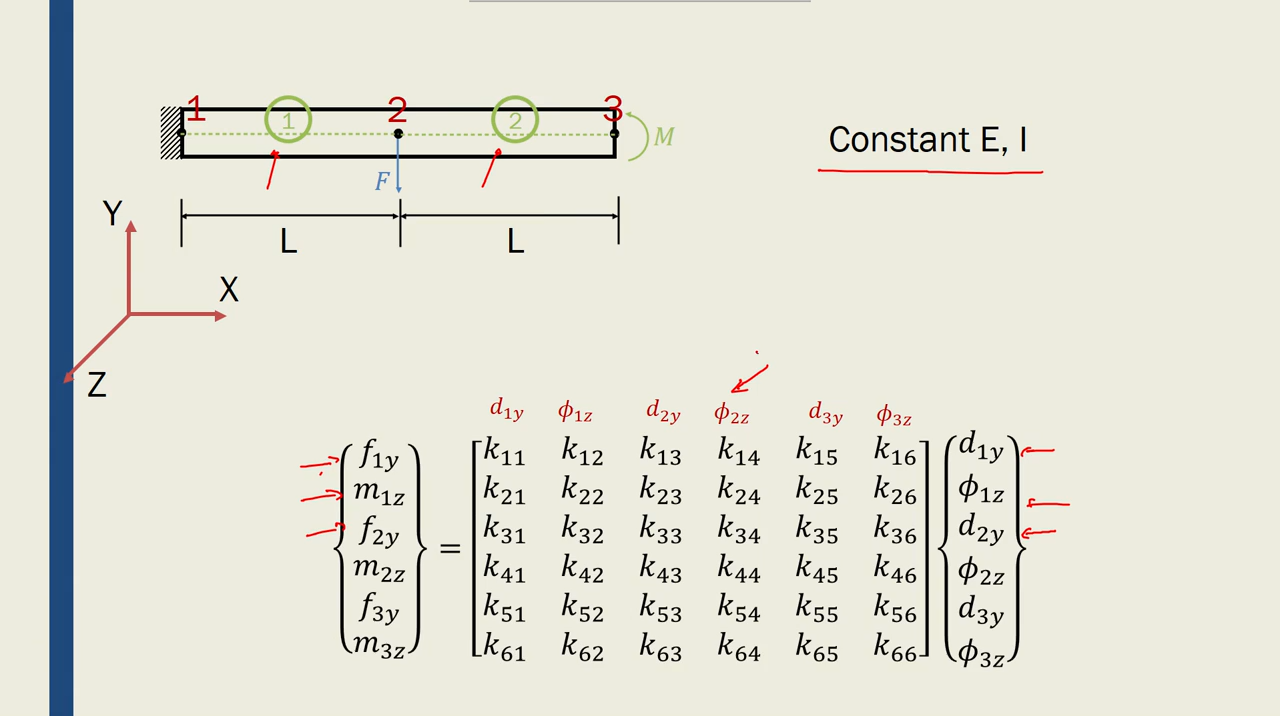 1 1 2 2 3
M
Constant E, I
F
Y
L L
X
Z
d1y ϕ1z d2y ϕ2z d3y ϕ3z
f1y k11 k12 k13 k14 k15 k16 d1y
m1z k21 k22 k23 k24 k25 k26 ϕ1z
f2y = k31 k32 k33 k34 k35 k36 d2y
m2z k41 k42 k43 k44 k45 k46 ϕ2z
f3y k51 k52 k53 k54 k55 k56 d3y
m3z k61 k62 k63 k64 k65 k66 ϕ3z